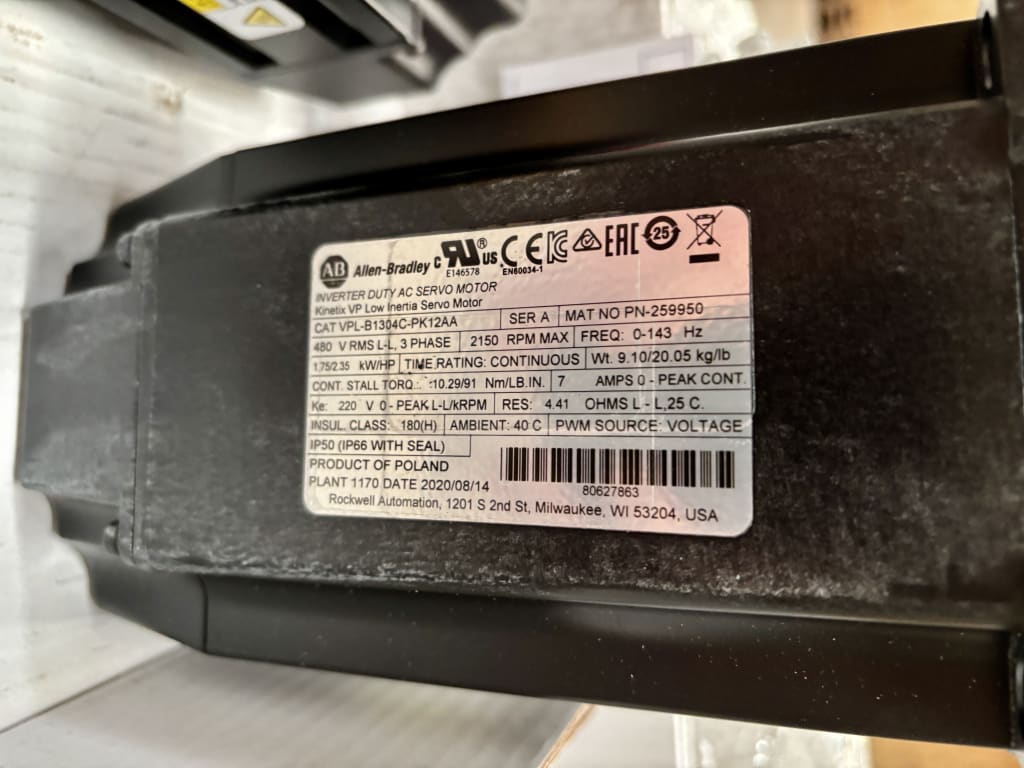 AB Allen-Bradley c RU ® US CE KC EAC 25
E146578 EN60034-1
INVERTER DUTY AC SERVO MOTOR
Kinetix VP Low Inertia Servo Motor
CAT VPL-B1304C-PK12AA SER A MAT NO PN-259950
480 V RMS L-L, 3 PHASE 2150 RPM MAX FREQ: 0-143 Hz
1.75/2.35 kW/HP TIME RATING: CONTINUOUS Wt. 9.10/20.05 kg/lb
CONT. STALL TORQ.: 10.29/91 Nm/LB.IN. 7 AMPS 0 - PEAK CONT.
Ke: 220 V 0 - PEAK L-L/kRPM RES: 4.41 OHMS L - L,25 C.
INSUL. CLASS: 180(H) AMBIENT: 40 C PWM SOURCE: VOLTAGE
IP50 (IP66 WITH SEAL)
PRODUCT OF POLAND
PLANT 1170 DATE 2020/08/14
80627863
Rockwell Automation, 1201 S 2nd St, Milwaukee, WI 53204, USA